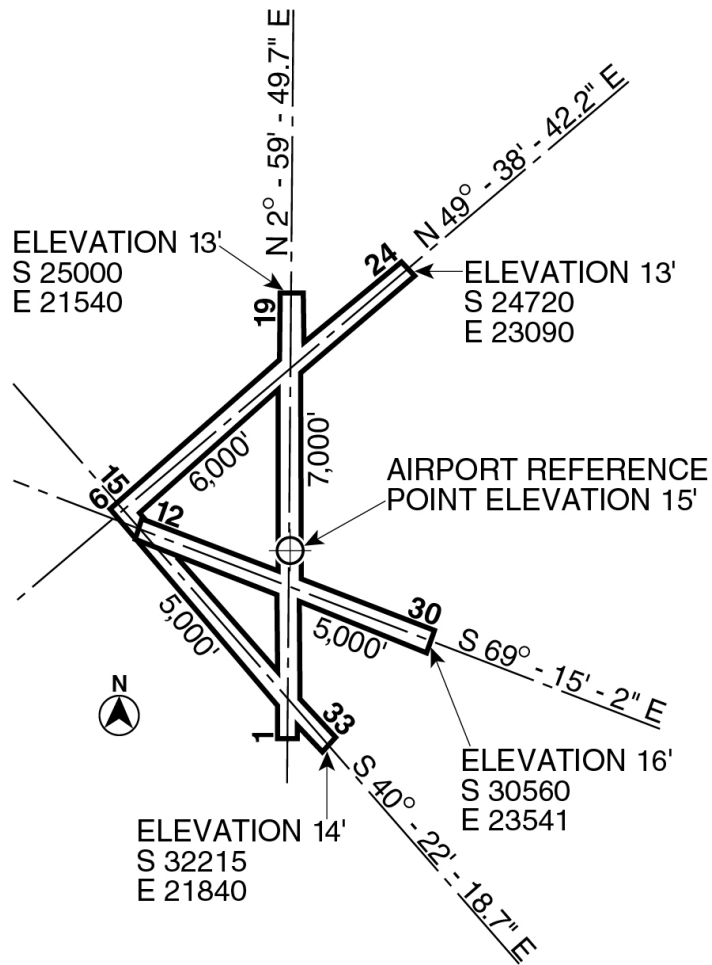 N 2° - 59' - 49.7" E
N 49° - 38' - 42.2" E
ELEVATION 13'
S 25000
E 21540
24
ELEVATION 13'
S 24720
E 23090
19
6,000'
7,000'
15
6
12
AIRPORT REFERENCE
POINT ELEVATION 15'
5,000'
30
5,000'
S 69° - 15' - 2" E
N
1
33
ELEVATION 16'
S 30560
E 23541
S 40° - 22' - 18.7" E
ELEVATION 14'
S 32215
E 21840